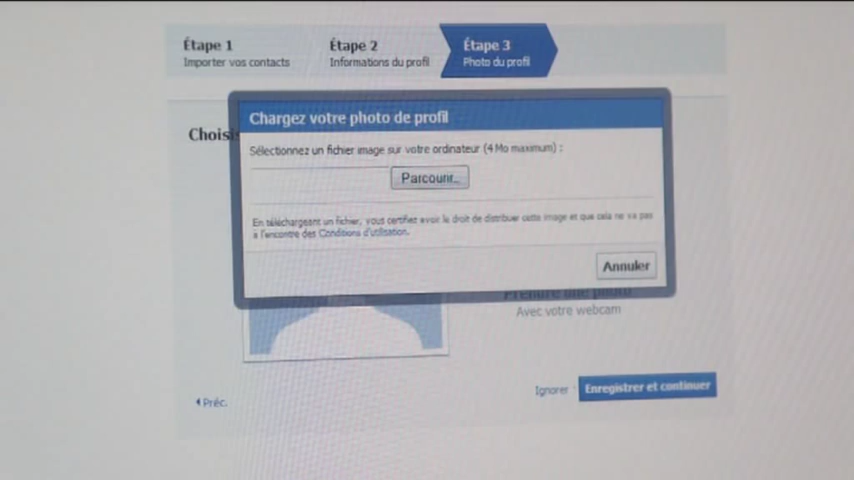 Étape 1
Importer vos contacts
Étape 2
Informations du profil
Étape 3
Photo du profil
Choisis
Chargez votre photo de profil
Sélectionnez un fichier image sur votre ordinateur (4 Mo maximum) :
Parcourir...
En téléchargeant un fichier, vous certifiez avoir le droit de distribuer cette image et que cela ne va pas
à l'encontre des Conditions d'utilisation.
Annuler
Prendre une photo
Avec votre webcam
Ignorer · Enregistrer et continuer
Préc.